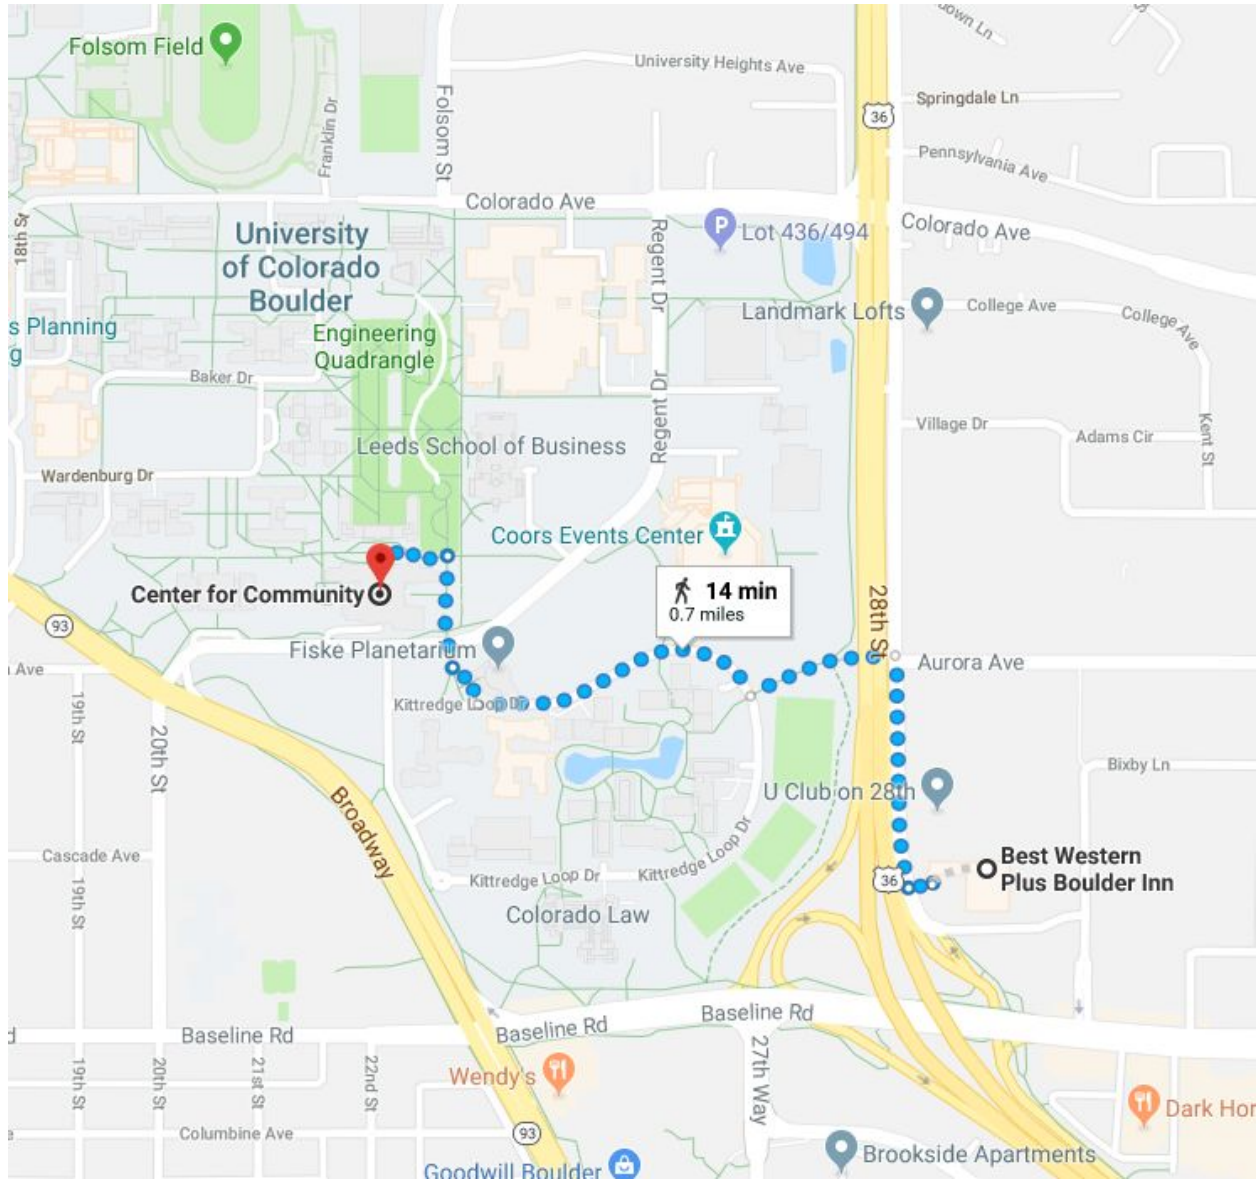 Folsom Field
Franklin Dr
Folsom St
University Heights Ave
36
Springdale Ln
Pennsylvania Ave
Colorado Ave
18th St
University
of Colorado
Boulder
Regent Dr
P
Lot 436/494
Colorado Ave
s Planning
g
Engineering
Quadrangle
Landmark Lofts
College Ave
College Ave
Baker Dr
Regent Dr
Leeds School of Business
Village Dr
Adams Cir
Kent St
Wardenburg Dr
Coors Events Center
Center for Community
14 min
0.7 miles
28th St
93
Fiske Planetarium
Aurora Ave
Ave
19th St
20th St
Kittredge Loop Dr
Broadway
U Club on 28th
Bixby Ln
Cascade Ave
19th St
Kittredge Loop Dr
Kittredge Loop Dr
36
Best Western
Plus Boulder Inn
Colorado Law
Baseline Rd
Baseline Rd
Baseline Rd
19th St
20th St
21st St
22nd St
Wendy's
27th Way
Columbine Ave
93
Dark Hor
Goodwill Boulder
Brookside Apartments